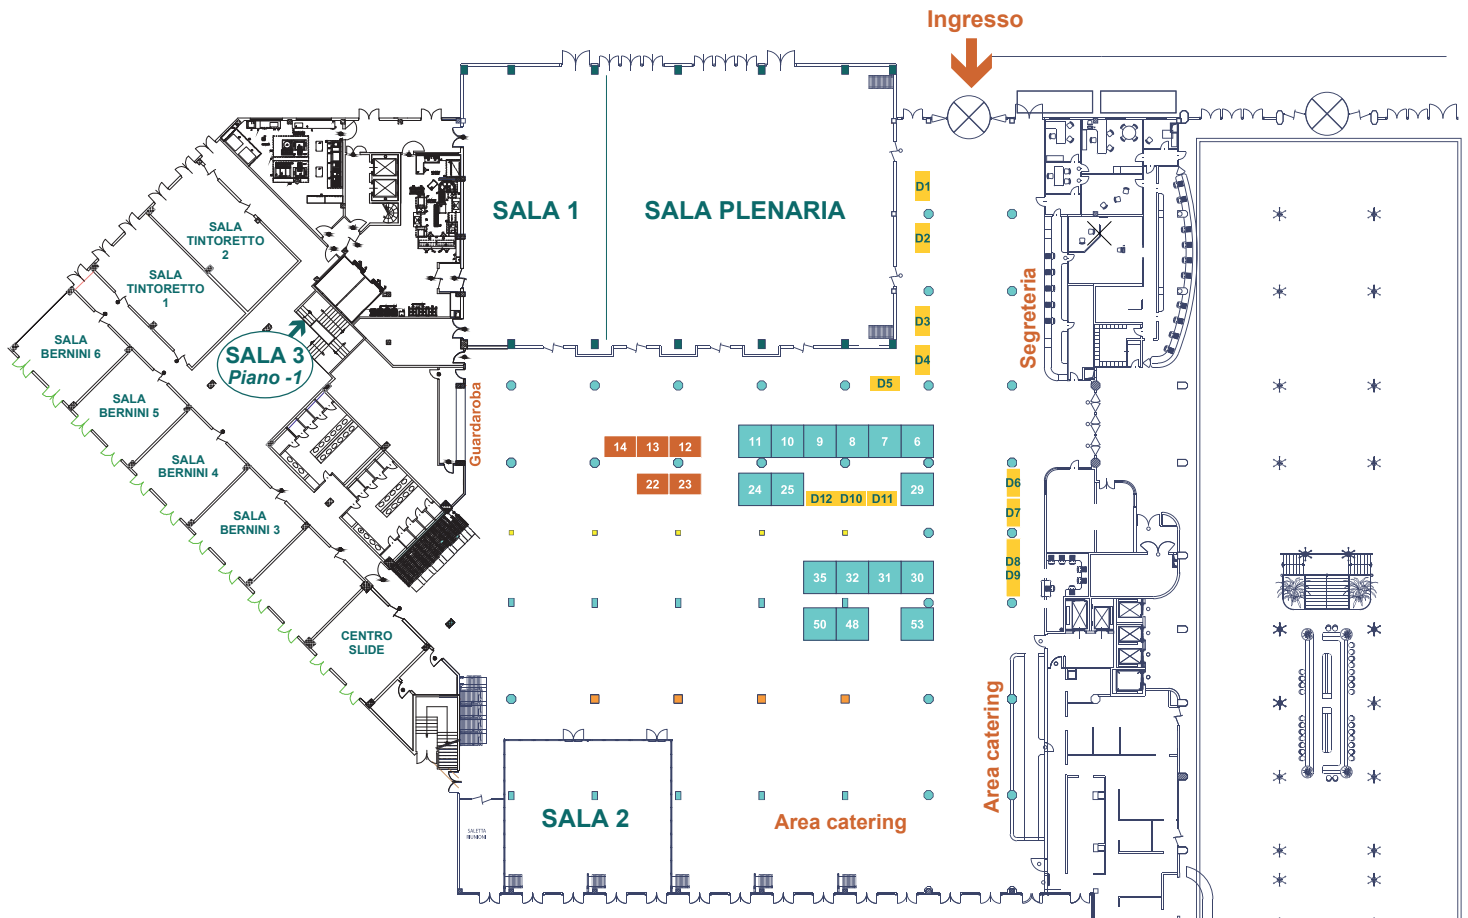 Ingresso
SALA 1
SALA PLENARIA
D1
D2
D3
D4
D5
Segreteria
SALA
TINTORETTO
2
SALA
TINTORETTO
1
SALA
BERNINI 6
SALA
BERNINI 5
SALA
BERNINI 4
SALA
BERNINI 3
SALA 3
Piano -1
Guardaroba
14
13
12
22
23
11
10
9
8
7
6
24
25
D12
D10
D11
29
D6
D7
D8
D9
35
32
31
30
50
48
53
CENTRO
SLIDE
SALETTA
RIUNIONI
SALA 2
Area catering
Area catering